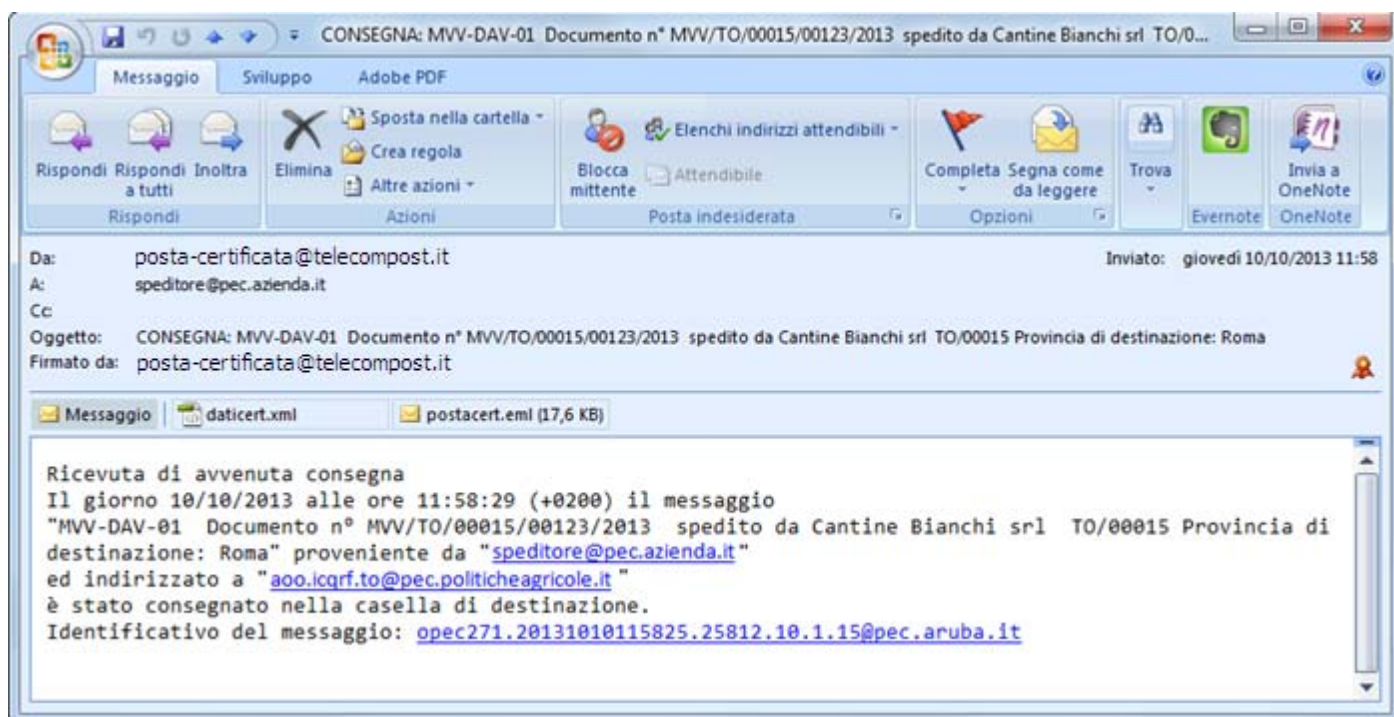 CONSEGNA: MVV-DAV-01 Documento n° MVV/TO/00015/00123/2013 spedito da Cantine Bianchi srl TO/0...
Messaggio Sviluppo Adobe PDF
Rispondi Rispondi a tutti Inoltra
Elimina
Sposta nella cartella
Crea regola
Altre azioni
Blocca mittente
Elenchi indirizzi attendibili
Attendibile
Completa Segna come da leggere
Trova
Invia a OneNote
Rispondi Azioni Posta indesiderata Opzioni Evernote OneNote
Da: posta-certificata@telecompost.it Inviato: giovedì 10/10/2013 11:58
A: speditore@pec.azienda.it
Cc:
Oggetto: CONSEGNA: MVV-DAV-01 Documento n° MVV/TO/00015/00123/2013 spedito da Cantine Bianchi srl TO/00015 Provincia di destinazione: Roma
Firmato da: posta-certificata@telecompost.it
Messaggio daticert.xml postacert.eml (17,6 KB)
Ricevuta di avvenuta consegna
Il giorno 10/10/2013 alle ore 11:58:29 (+0200) il messaggio
"MVV-DAV-01 Documento nº MVV/TO/00015/00123/2013 spedito da Cantine Bianchi srl TO/00015 Provincia di
destinazione: Roma" proveniente da "speditore@pec.azienda.it"
ed indirizzato a "aoo.icqrf.to@pec.politicheagricole.it "
è stato consegnato nella casella di destinazione.
Identificativo del messaggio: opec271.20131010115825.25812.10.1.15@pec.aruba.it